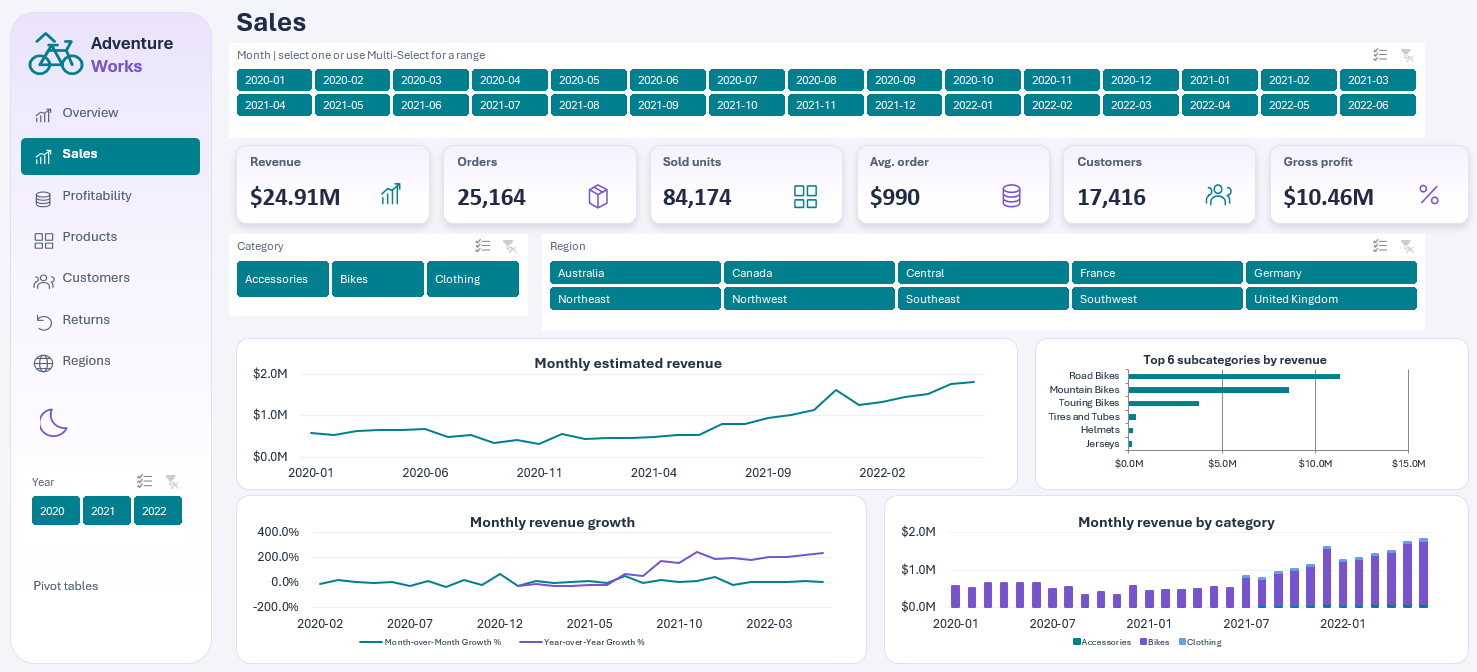 Adventure
Works
Overview
Sales
Profitability
Products
Customers
Returns
Regions
Year
2020 2021 2022
Pivot tables
Sales
Month | select one or use Multi-Select for a range
2020-01 2020-02 2020-03 2020-04 2020-05 2020-06 2020-07 2020-08 2020-09 2020-10 2020-11 2020-12 2021-01 2021-02 2021-03
2021-04 2021-05 2021-06 2021-07 2021-08 2021-09 2021-10 2021-11 2021-12 2022-01 2022-02 2022-03 2022-04 2022-05 2022-06
Revenue
$24.91M
Orders
25,164
Sold units
84,174
Avg. order
$990
Customers
17,416
Gross profit
$10.46M
%
Category
Accessories Bikes Clothing
Region
Australia Canada Central France Germany
Northeast Northwest Southeast Southwest United Kingdom
Monthly estimated revenue
$2.0M
$1.0M
$0.0M
2020-01 2020-06 2020-11 2021-04 2021-09 2022-02
Top 6 subcategories by revenue
Road Bikes
Mountain Bikes
Touring Bikes
Tires and Tubes
Helmets
Jerseys
$0.0M $5.0M $10.0M $15.0M
Monthly revenue growth
400.0%
200.0%
0.0%
-200.0%
2020-02 2020-07 2020-12 2021-05 2021-10 2022-03
Month-over-Month Growth % Year-over-Year Growth %
Monthly revenue by category
$2.0M
$1.0M
$0.0M
2020-01 2020-07 2021-01 2021-07 2022-01
Accessories Bikes Clothing